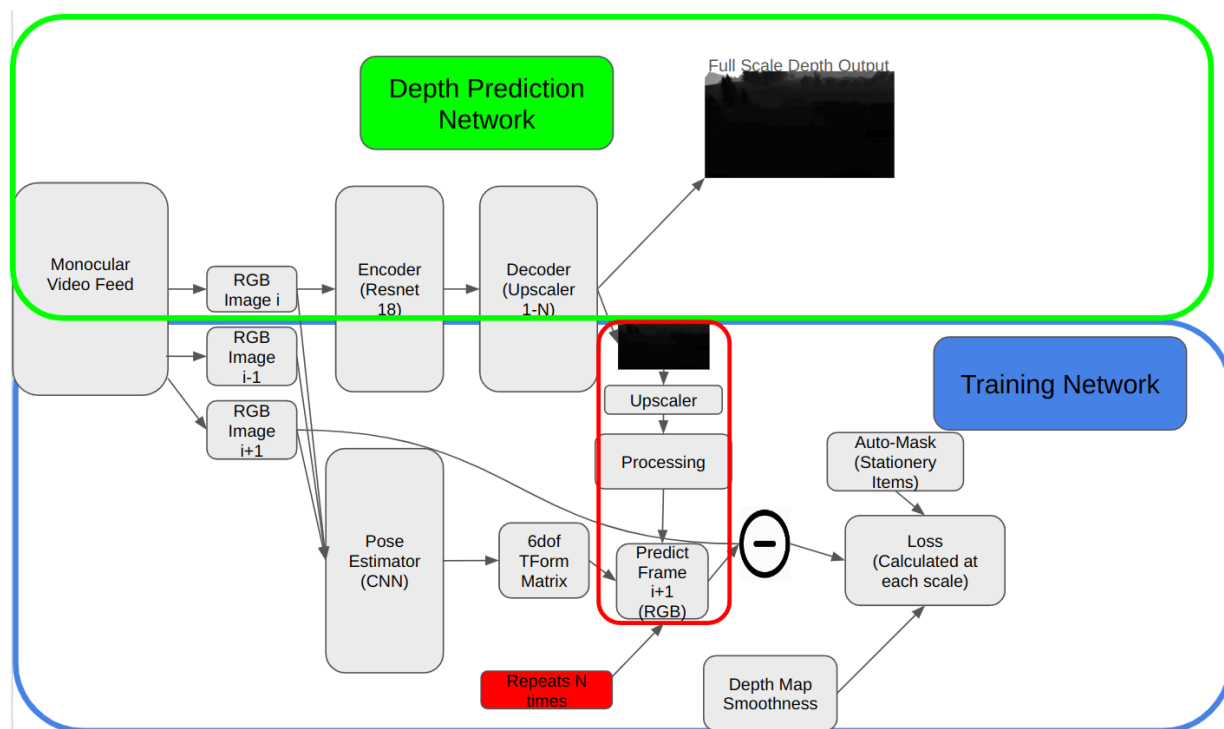 Full Scale Depth Output
Depth Prediction
Network
Monocular
Video Feed
RGB
Image i
Encoder
(Resnet
18)
Decoder
(Upscaler
1-N)
RGB
Image
i-1
RGB
Image
i+1
Training Network
Upscaler
Processing
Auto-Mask
(Stationery
Items)
Pose
Estimator
(CNN)
6dof
TForm
Matrix
Predict
Frame
i+1
(RGB)
Loss
(Calculated at
each scale)
Repeats N
times
Depth Map
Smoothness